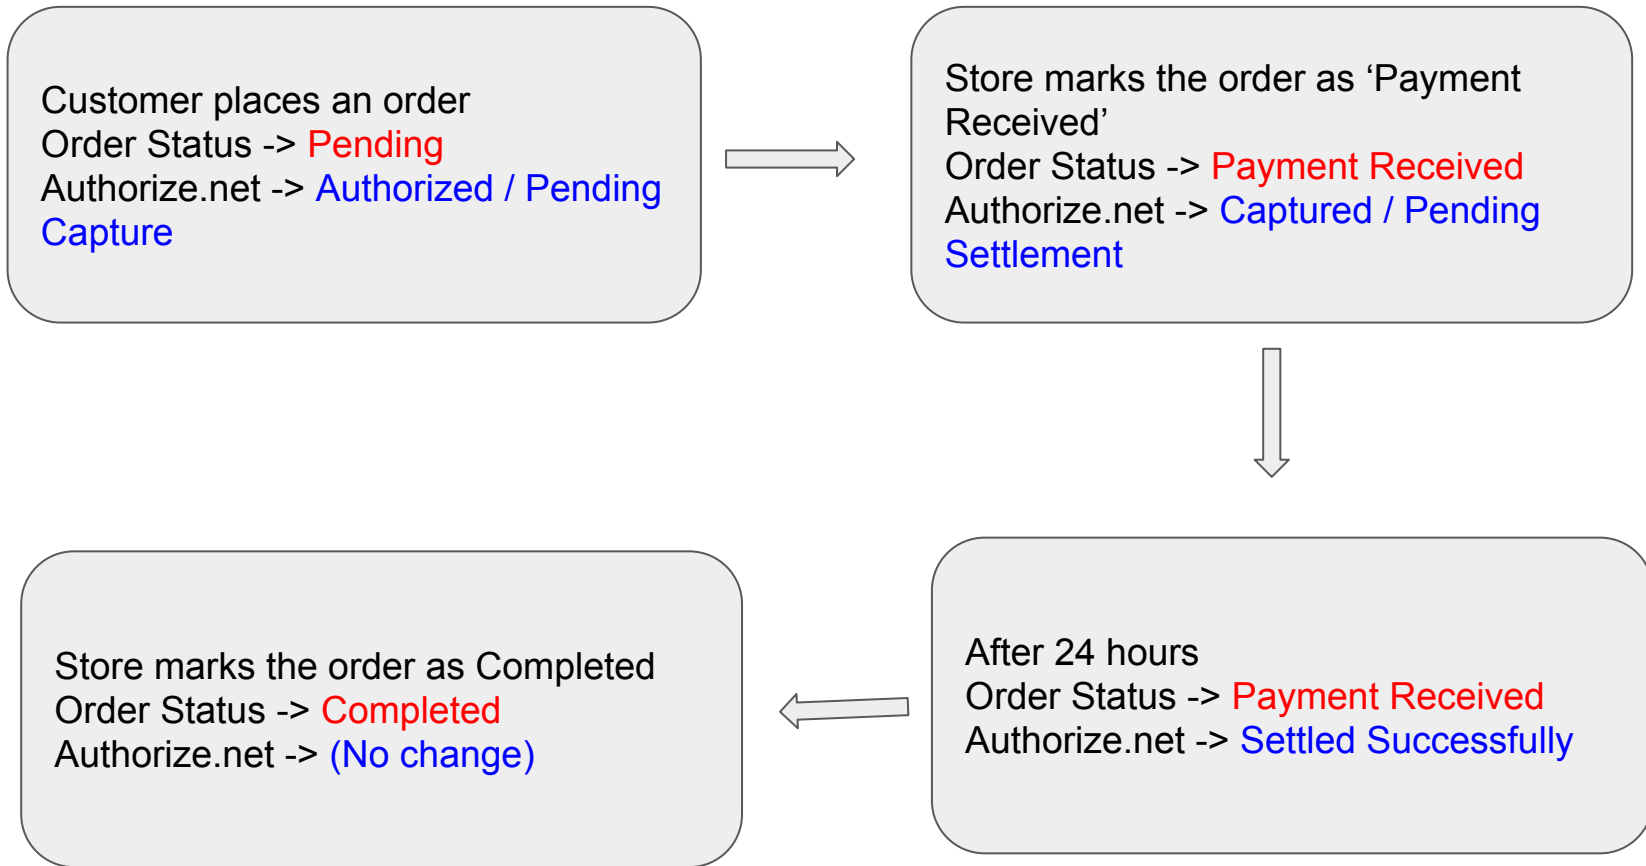 Customer places an order
Order Status -> Pending
Authorize.net -> Authorized / Pending
Capture
Store marks the order as ‘Payment
Received’
Order Status -> Payment Received
Authorize.net -> Captured / Pending
Settlement
After 24 hours
Order Status -> Payment Received
Authorize.net -> Settled Successfully
Store marks the order as Completed
Order Status -> Completed
Authorize.net -> (No change)